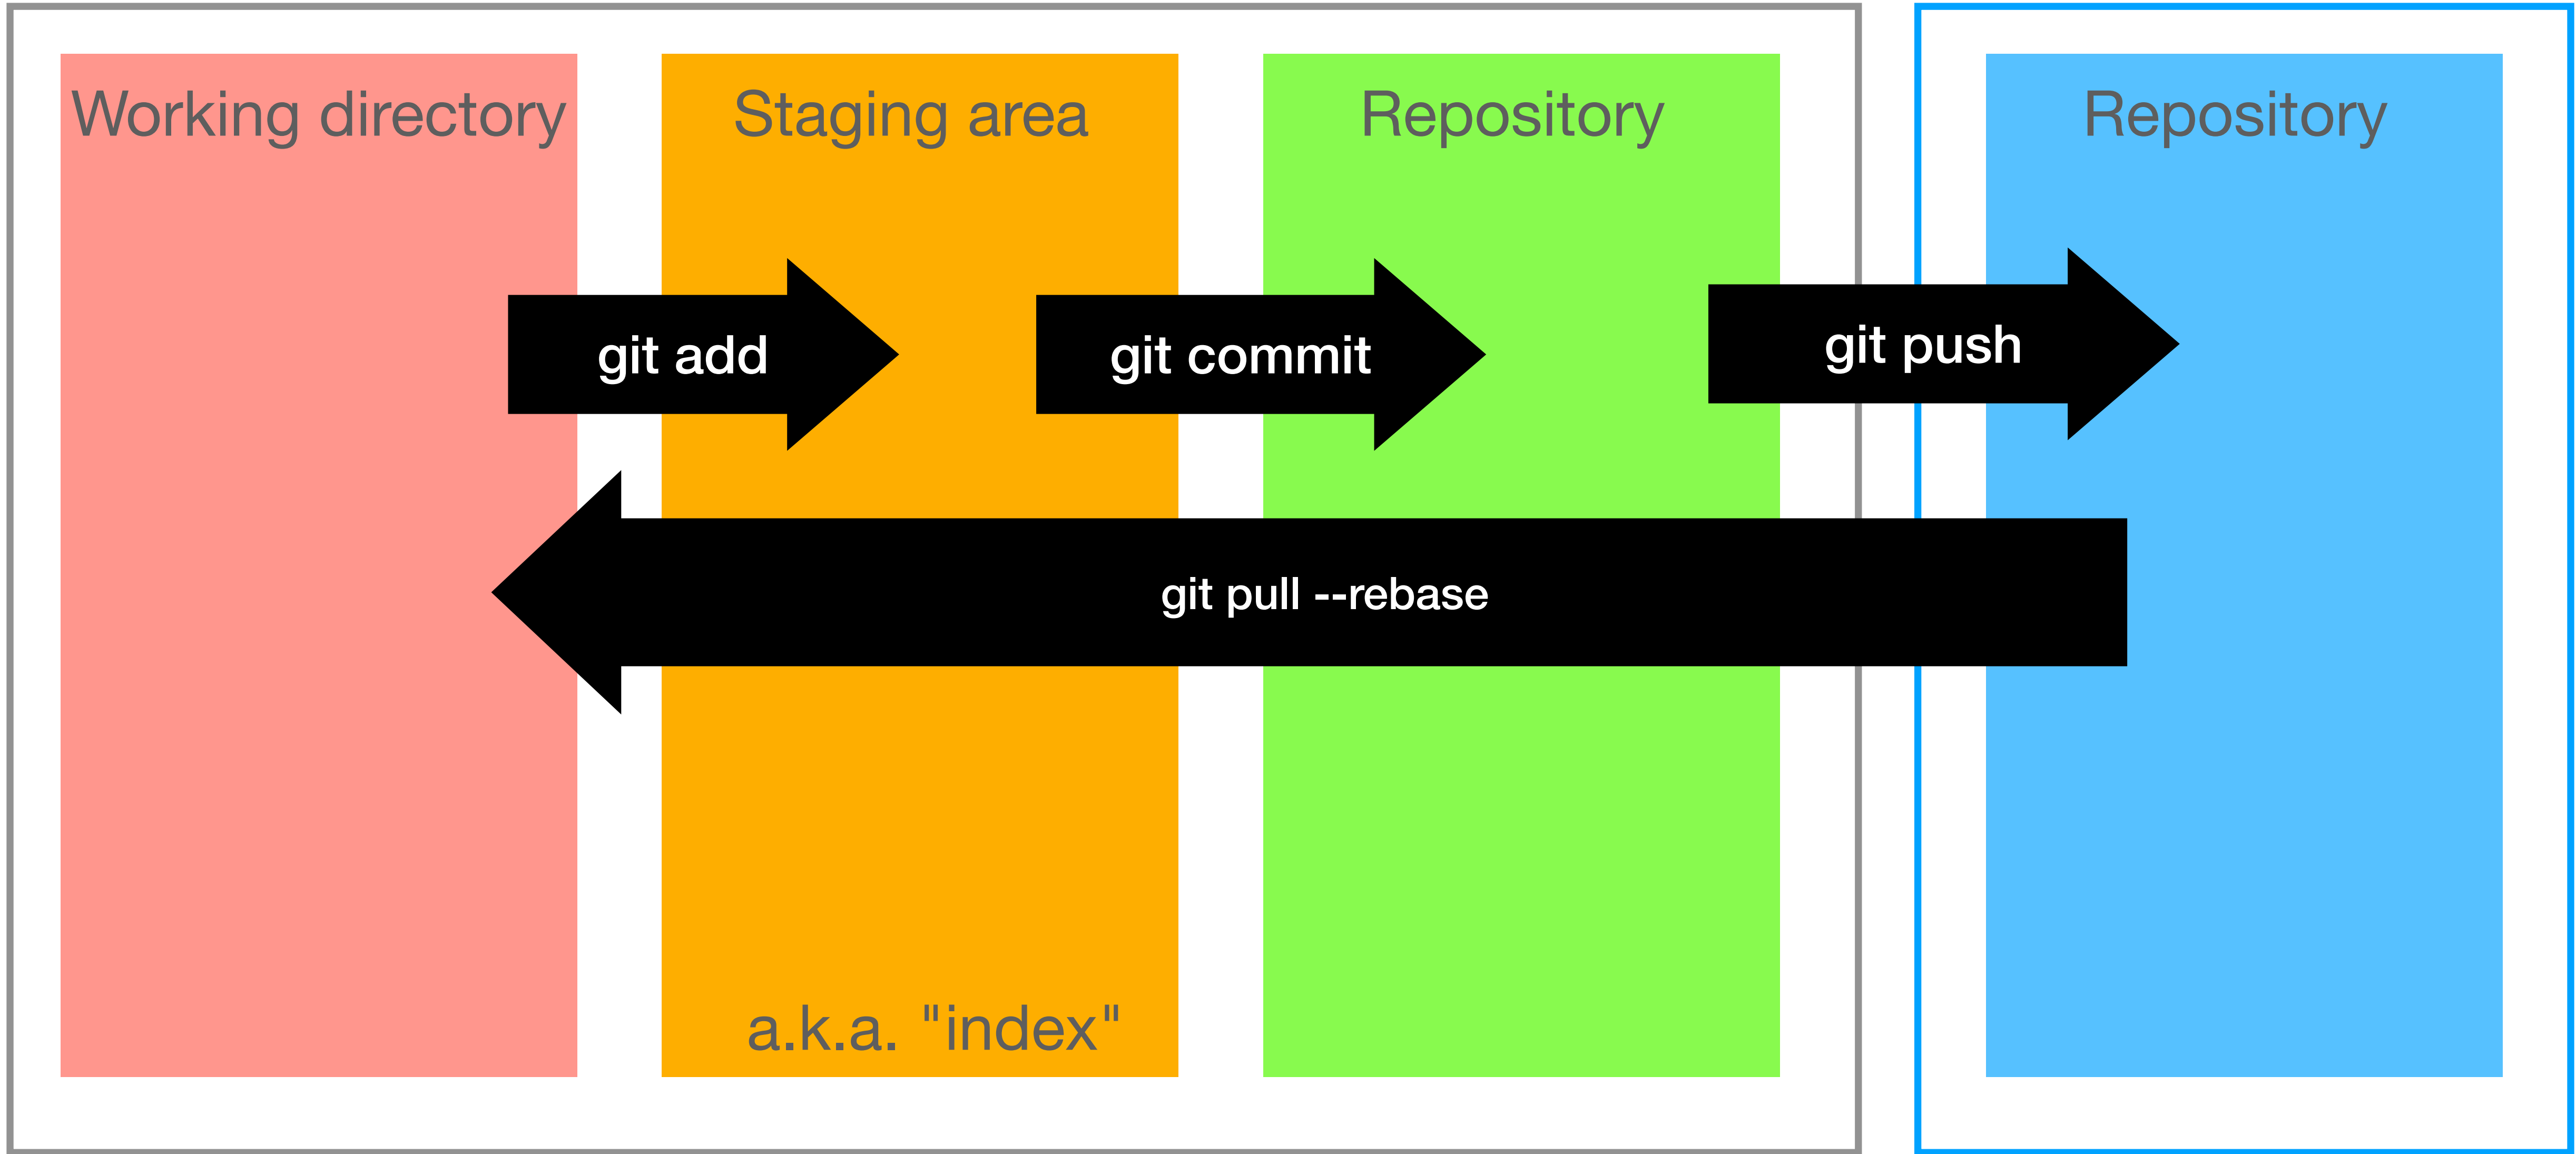 Working directory
Staging area
Repository
Repository
git add
git commit
git push
git pull --rebase
a.k.a. "index"